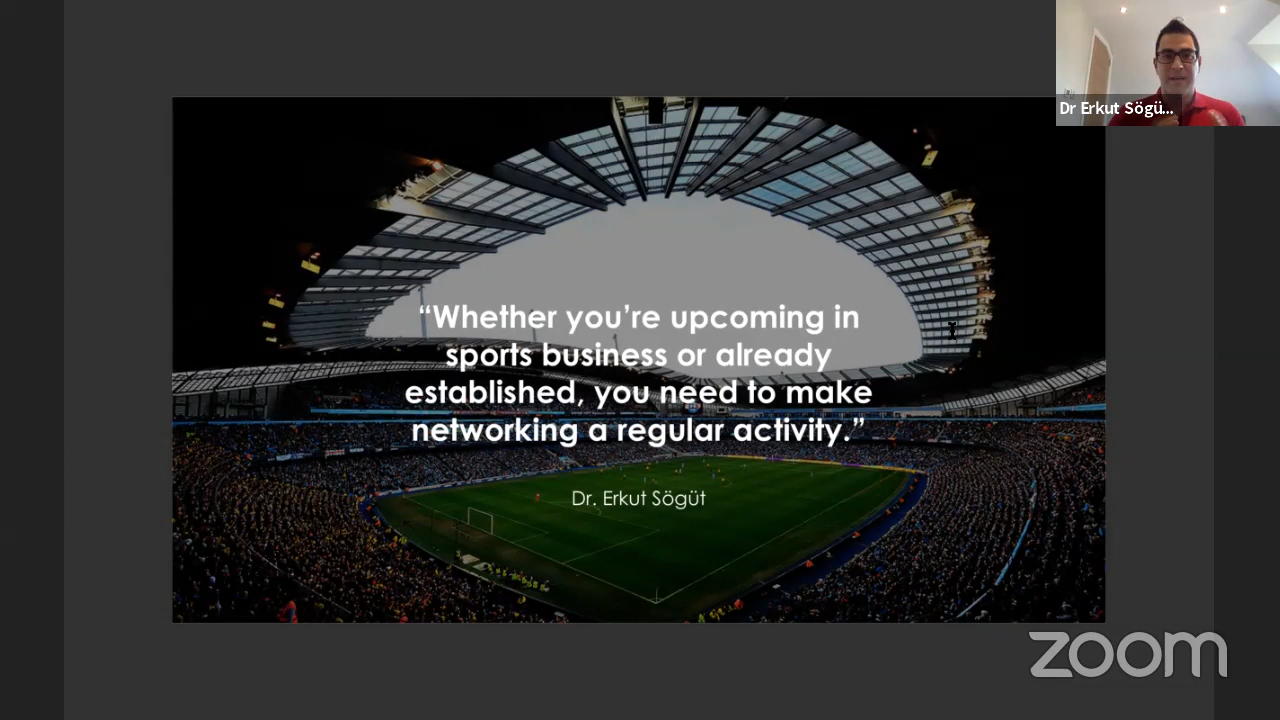 Dr Erkut Sögü...
“Whether you’re upcoming in
sports business or already
established, you need to make
networking a regular activity.”
Dr. Erkut Sögüt
zoom